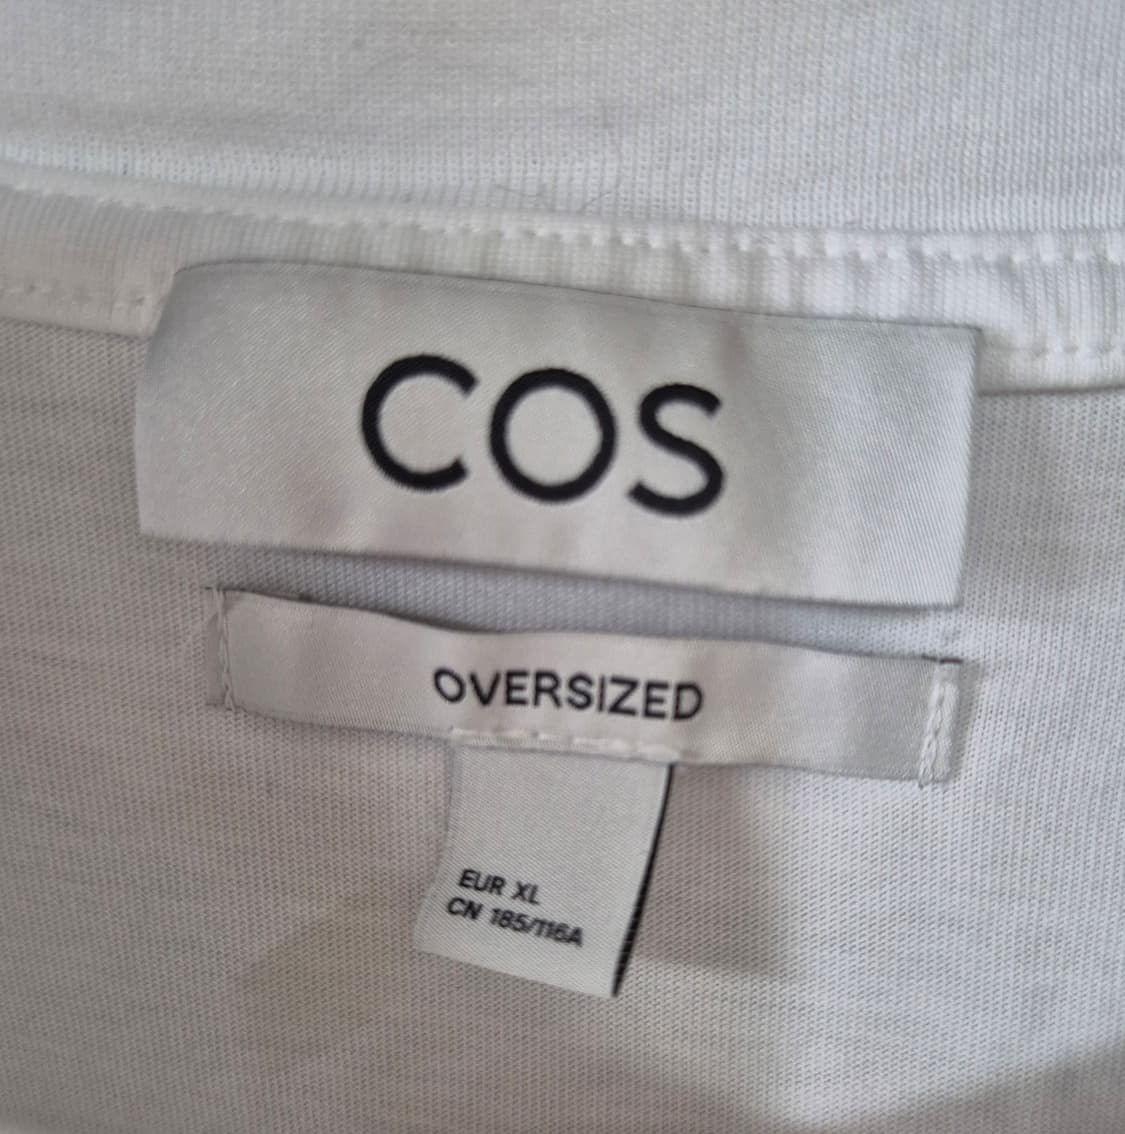 COS
OVERSIZED
EUR XL
CN 185/116A